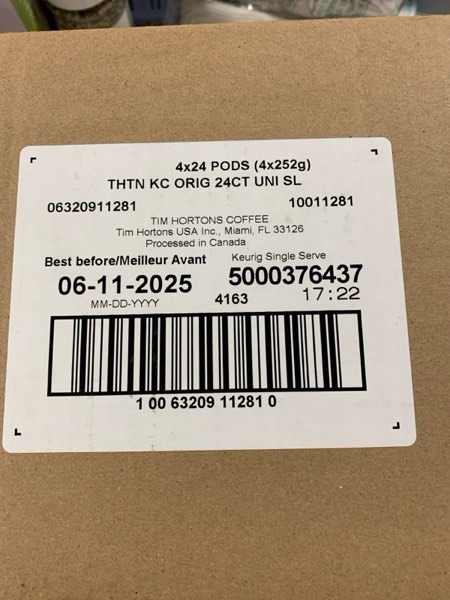 4x24 PODS (4x252g)
THTN KC ORIG 24CT UNI SL
06320911281 10011281
TIM HORTONS COFFEE
Tim Hortons USA Inc., Miami, FL 33126
Processed in Canada
Best before/Meilleur Avant Keurig Single Serve
06-11-2025 5000376437
MM-DD-YYYY 4163 17:22
1 00 63209 11281 0